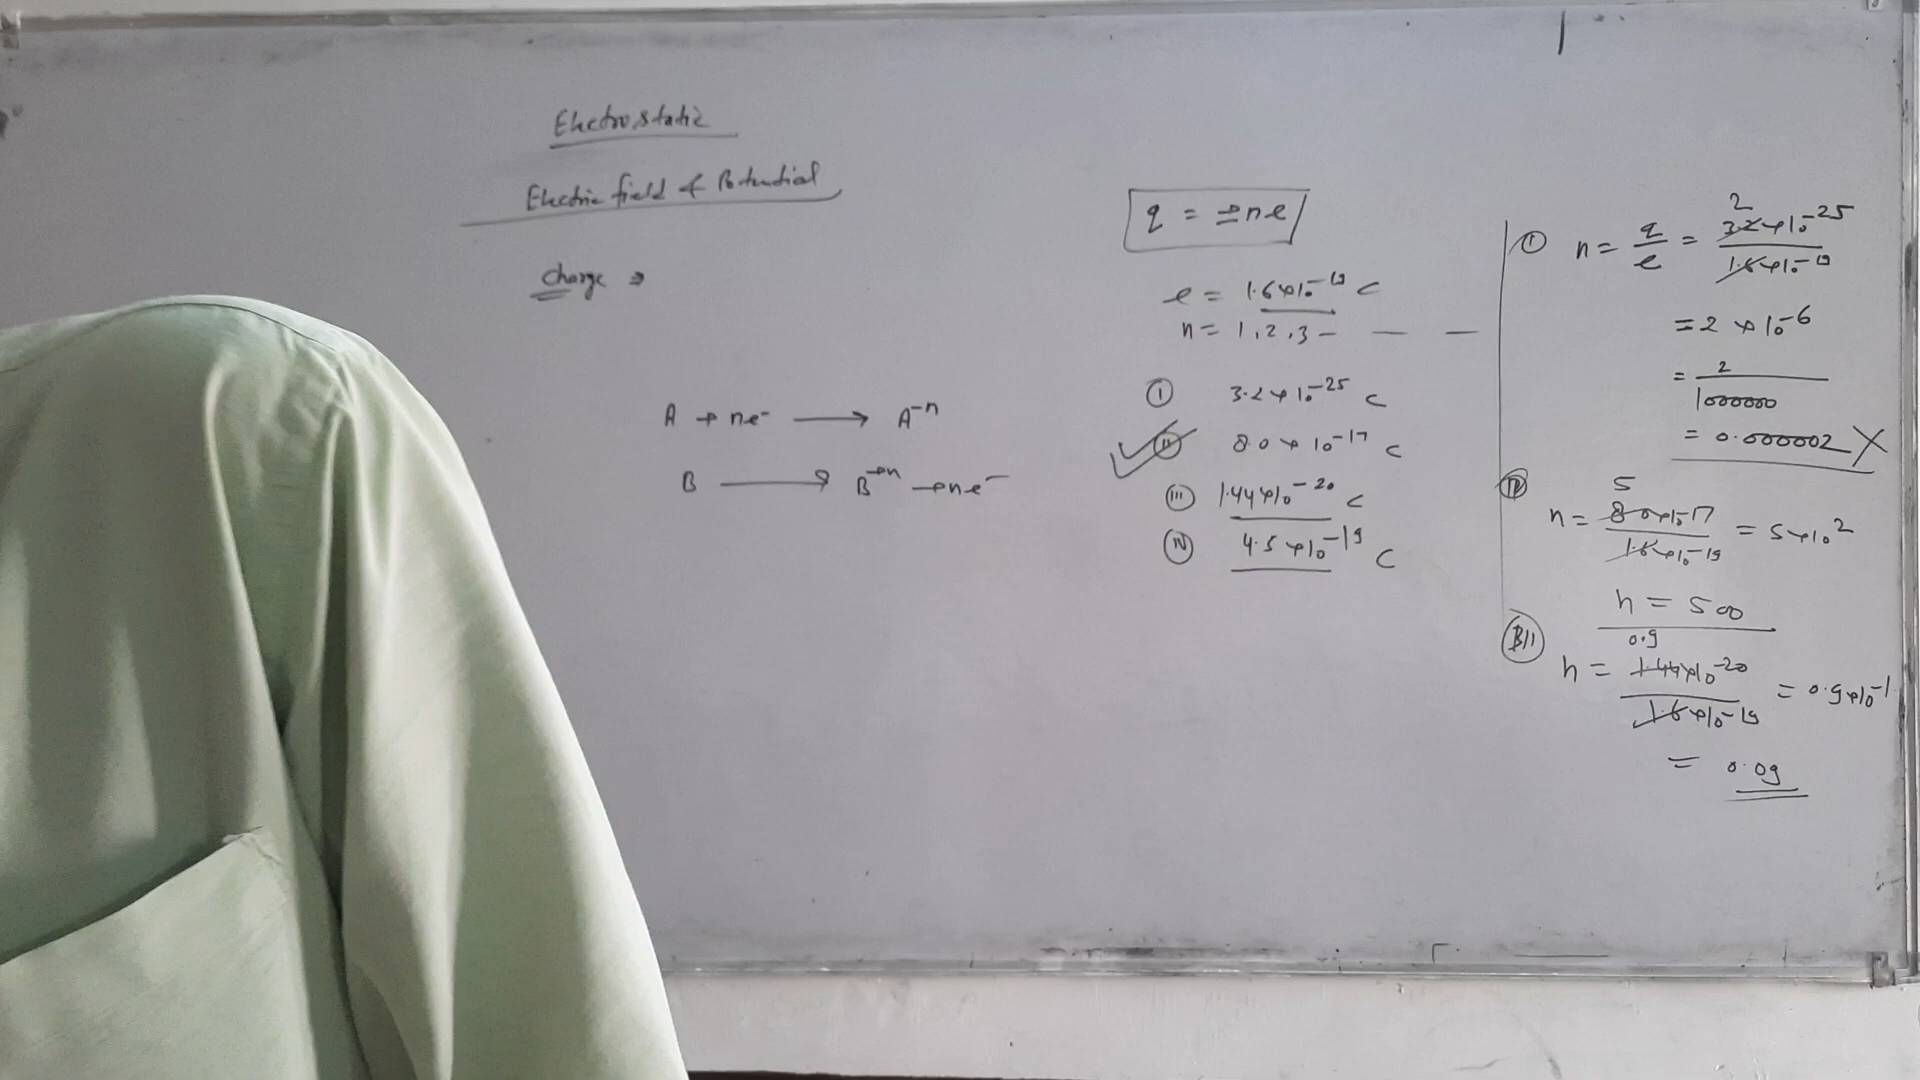 Electrostatic
Electric field & Potential
Charge ⇒
A + ne⁻ ⟶ A⁻ⁿ
B ⟶ B⁺ⁿ + ne⁻
q = ±ne
e = 1.6×10⁻¹⁹ C
n = 1, 2, 3 — — —
(I) 3.2×10⁻²⁵ C
(II) 8.0×10⁻¹⁷ C
(III) 1.44×10⁻²⁰ C
(IV) 4.5×10⁻¹⁹ C
(I) n = q/e = 3.2×10⁻²⁵ / 1.6×10⁻¹⁹ 2
= 2×10⁻⁶
= 2/1000000
= 0.000002 ×
(II) n = 8.0×10⁻¹⁷ / 1.6×10⁻¹⁹ = 5×10² 5
n = 500
(III) n = 1.44×10⁻²⁰ / 1.6×10⁻¹⁹ = 0.9×10⁻¹ 0.9
= 0.09